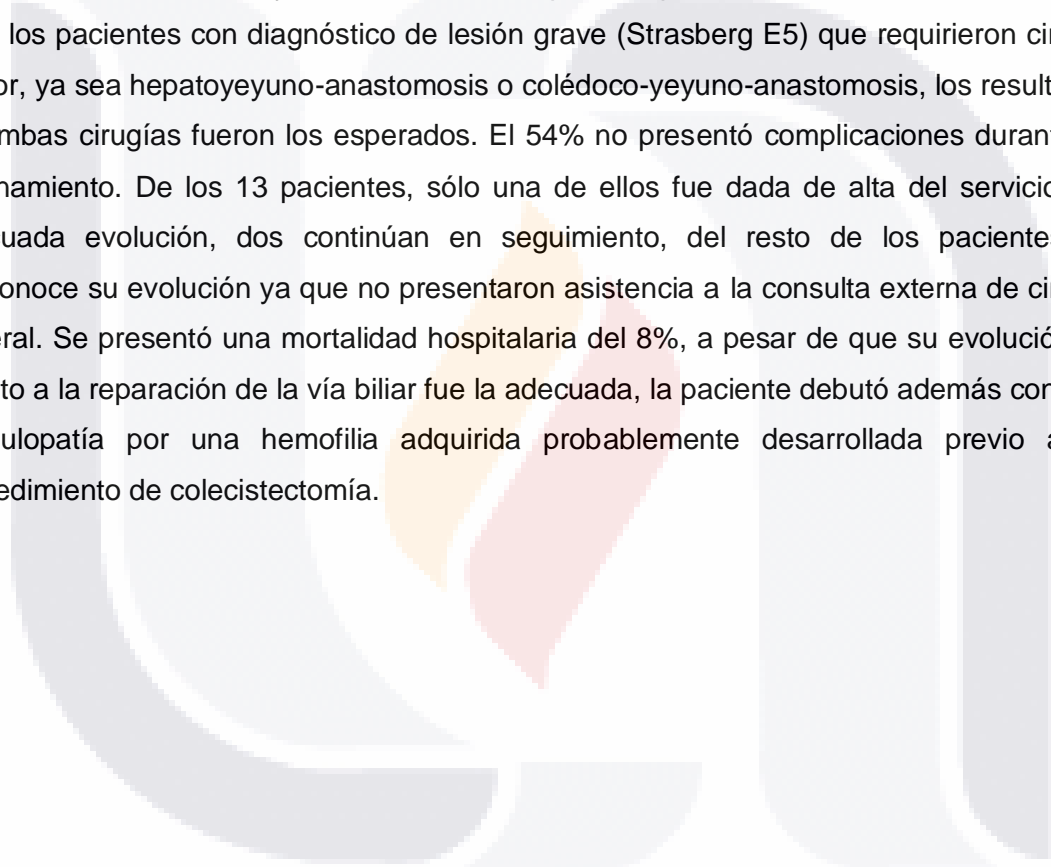 los pacientes con diagnóstico de lesión grave (Strasberg E5) que requirieron cir
or, ya sea hepatoyeyuno-anastomosis o colédoco-yeyuno-anastomosis, los result
mbas cirugías fueron los esperados. El 54% no presentó complicaciones durant
namiento. De los 13 pacientes, sólo una de ellos fue dada de alta del servicio
uada evolución, dos continúan en seguimiento, del resto de los paciente
onoce su evolución ya que no presentaron asistencia a la consulta externa de cir
eral. Se presentó una mortalidad hospitalaria del 8%, a pesar de que su evolució
to a la reparación de la vía biliar fue la adecuada, la paciente debutó además con
ulopatía por una hemofilia adquirida probablemente desarrollada previo a
edimiento de colecistectomía.